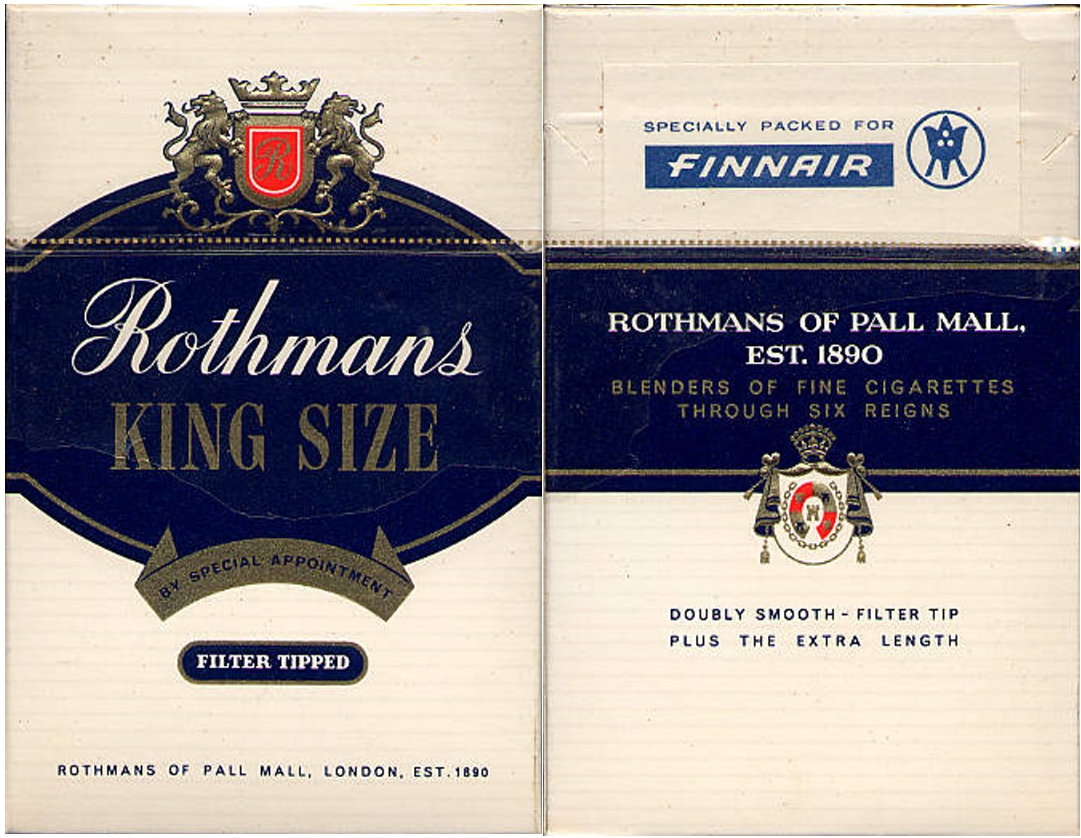 R
Rothmans
KING SIZE
BY SPECIAL APPOINTMENT
FILTER TIPPED
ROTHMANS OF PALL MALL, LONDON, EST. 1890
SPECIALLY PACKED FOR
FINNAIR
ROTHMANS OF PALL MALL,
EST. 1890
BLENDERS OF FINE CIGARETTES
THROUGH SIX REIGNS
DOUBLY SMOOTH - FILTER TIP
PLUS THE EXTRA LENGTH